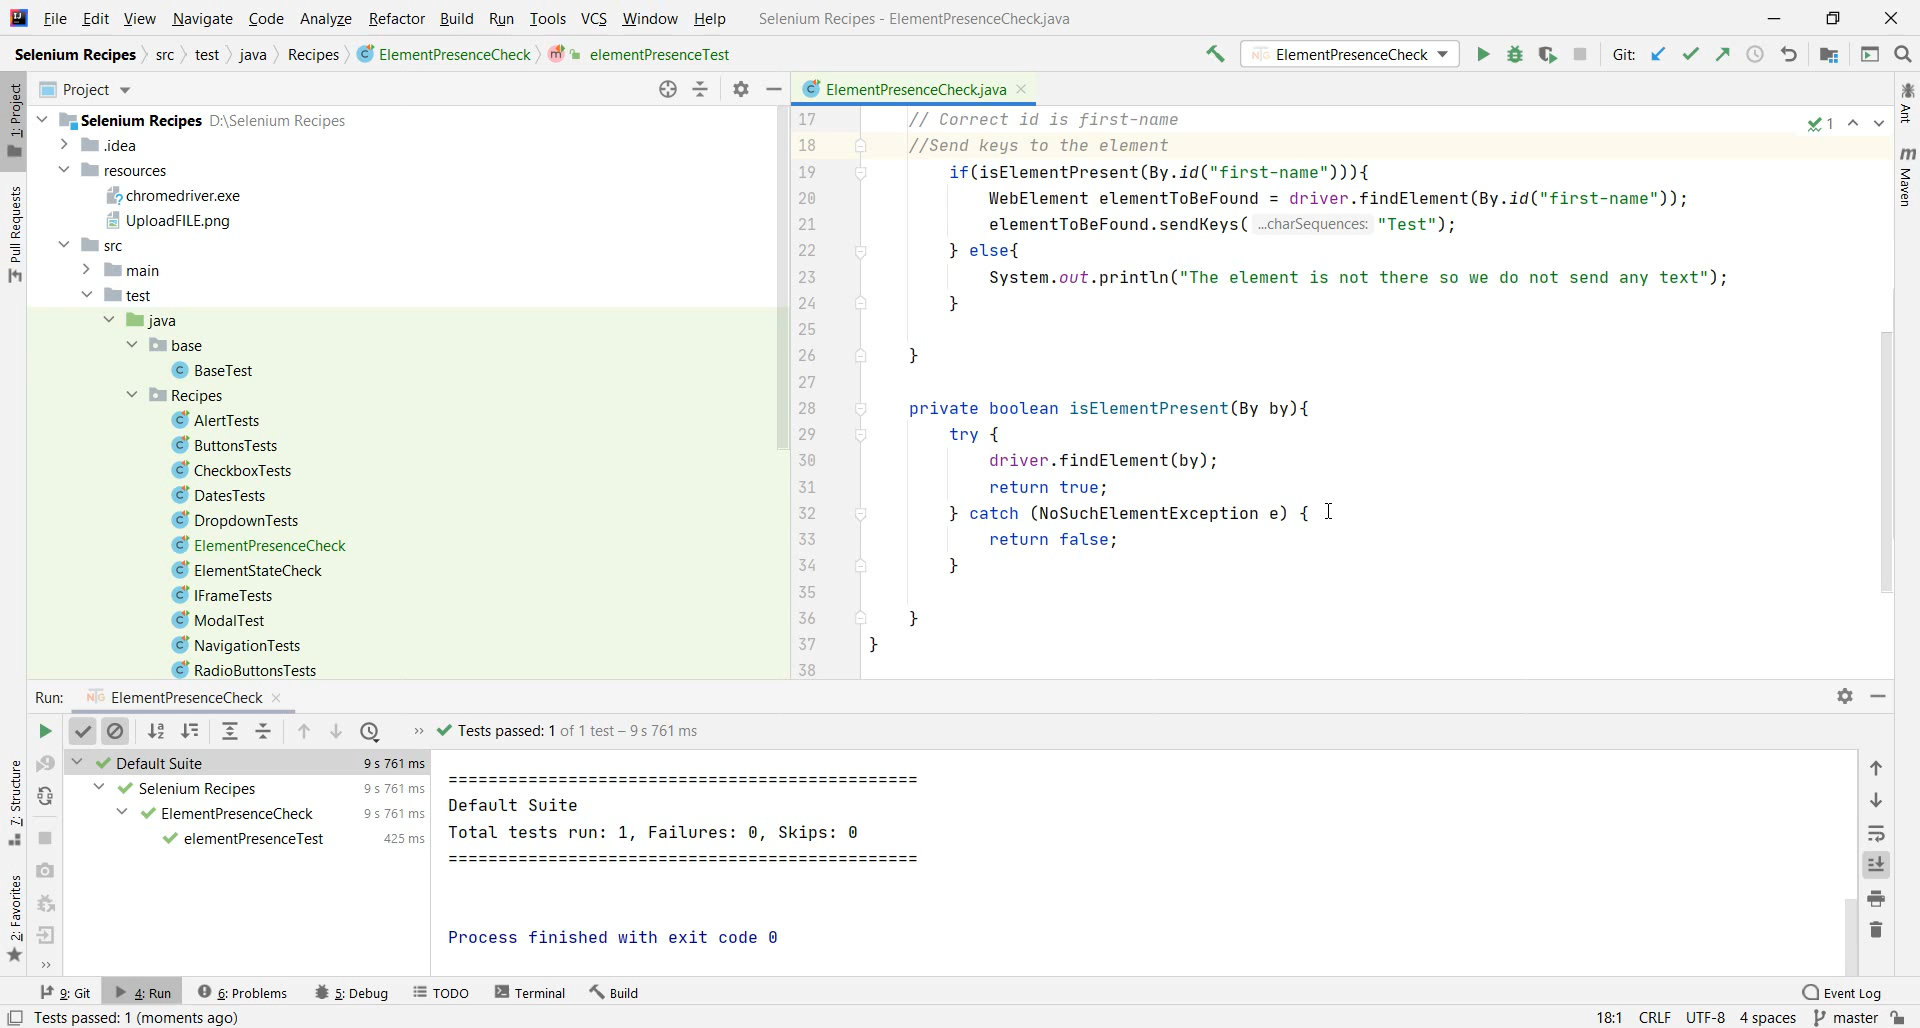 File Edit View Navigate Code Analyze Refactor Build Run Tools VCS Window Help Selenium Recipes - ElementPresenceCheck.java
Selenium Recipes src test java Recipes ElementPresenceCheck elementPresenceTest ElementPresenceCheck Git:
1: Project
Pull Requests
7: Structure
2: Favorites
Project
Selenium Recipes D:\Selenium Recipes
.idea
resources
chromedriver.exe
UploadFILE.png
src
main
test
java
base
BaseTest
Recipes
AlertTests
ButtonsTests
CheckboxTests
DatesTests
DropdownTests
ElementPresenceCheck
ElementStateCheck
IFrameTests
ModalTest
NavigationTests
RadioButtonsTests
ElementPresenceCheck.java
1
17 // Correct id is first-name
18 //Send keys to the element
19 if(isElementPresent(By.id("first-name"))){
20 WebElement elementToBeFound = driver.findElement(By.id("first-name"));
21 elementToBeFound.sendKeys( ...charSequences: "Test");
22 } else{
23 System.out.println("The element is not there so we do not send any text");
24 }
25
26 }
27
28 private boolean isElementPresent(By by){
29 try {
30 driver.findElement(by);
31 return true;
32 } catch (NoSuchElementException e) {
33 return false;
34 }
35
36 }
37 }
38
Ant
m Maven
Run: ElementPresenceCheck
Tests passed: 1 of 1 test – 9 s 761 ms
Default Suite 9 s 761 ms
Selenium Recipes 9 s 761 ms
ElementPresenceCheck 9 s 761 ms
elementPresenceTest 425 ms
===============================================
Default Suite
Total tests run: 1, Failures: 0, Skips: 0
===============================================
Process finished with exit code 0
9: Git 4: Run 6: Problems 5: Debug TODO Terminal Build Event Log
Tests passed: 1 (moments ago) 18:1 CRLF UTF-8 4 spaces master